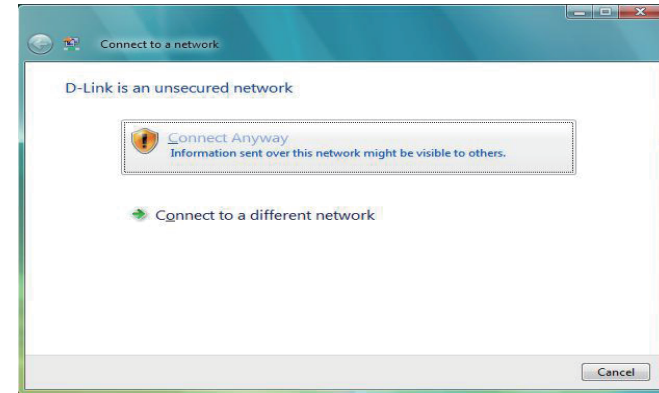 Connect to a network
D-Link is an unsecured network
Connect Anyway
Information sent over this network might be visible to others.
Connect to a different network
Cancel